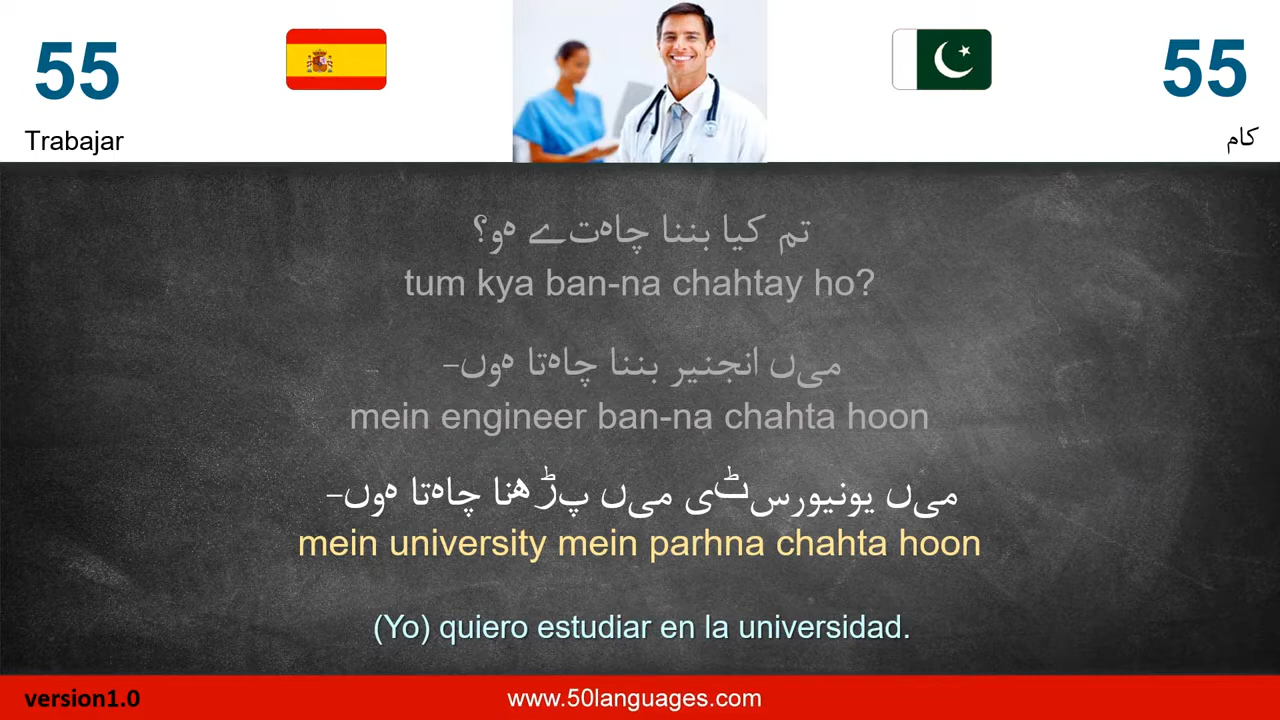 55
55
Trabajar
کام
تم کیا بننا چاہتے ہو؟
tum kya ban-na chahtay ho?
میں انجنیر بننا چاہتا ہوں-
mein engineer ban-na chahta hoon
میں یونیورسٹی میں پڑھنا چاہتا ہوں-
mein university mein parhna chahta hoon
(Yo) quiero estudiar en la universidad.
version1.0
www.50languages.com